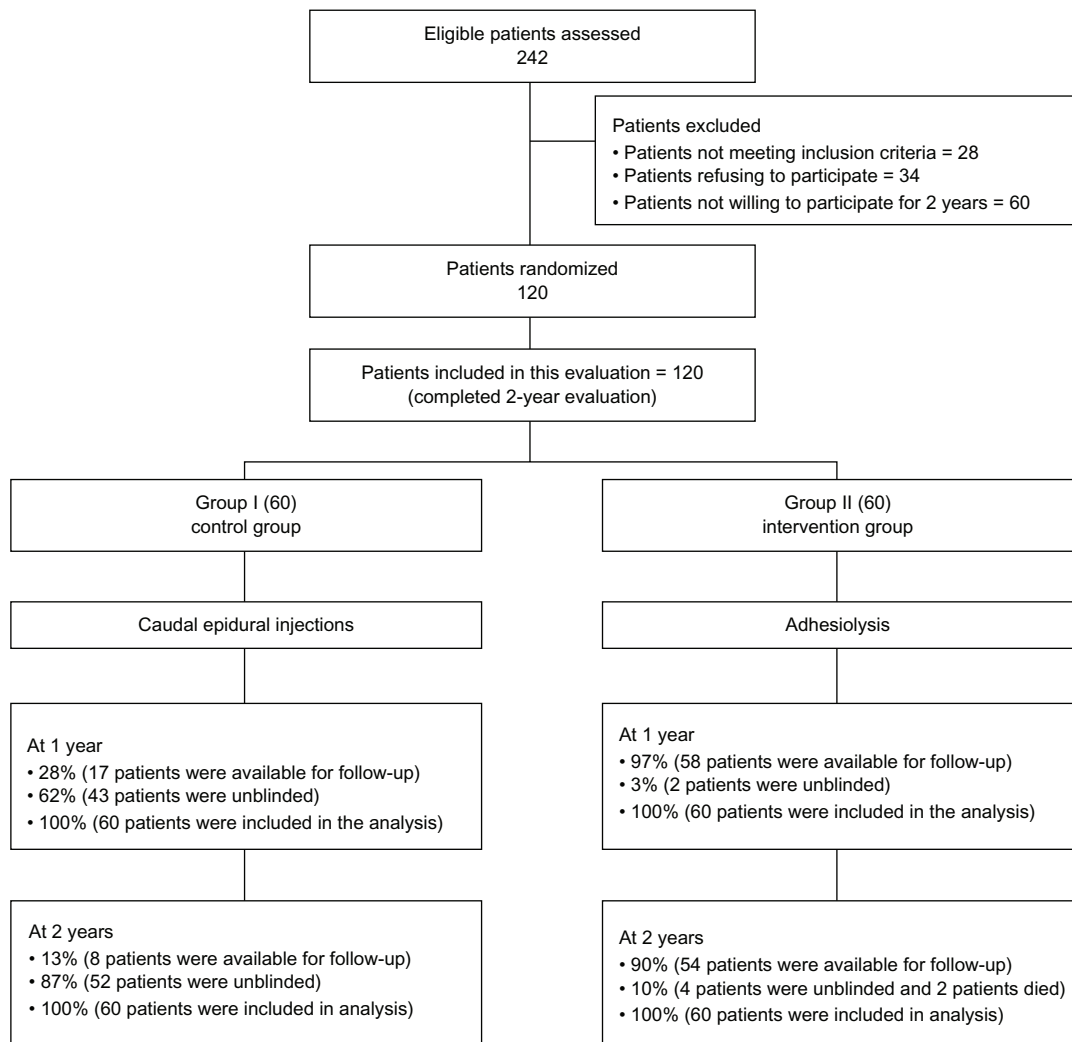 Eligible patients assessed
242
Patients excluded
• Patients not meeting inclusion criteria = 28
• Patients refusing to participate = 34
• Patients not willing to participate for 2 years = 60
Patients randomized
120
Patients included in this evaluation = 120
(completed 2-year evaluation)
Group I (60)
control group
Group II (60)
intervention group
Caudal epidural injections
Adhesiolysis
At 1 year
• 28% (17 patients were available for follow-up)
• 62% (43 patients were unblinded)
• 100% (60 patients were included in the analysis)
At 1 year
• 97% (58 patients were available for follow-up)
• 3% (2 patients were unblinded)
• 100% (60 patients were included in the analysis)
At 2 years
• 13% (8 patients were available for follow-up)
• 87% (52 patients were unblinded)
• 100% (60 patients were included in analysis)
At 2 years
• 90% (54 patients were available for follow-up)
• 10% (4 patients were unblinded and 2 patients died)
• 100% (60 patients were included in analysis)